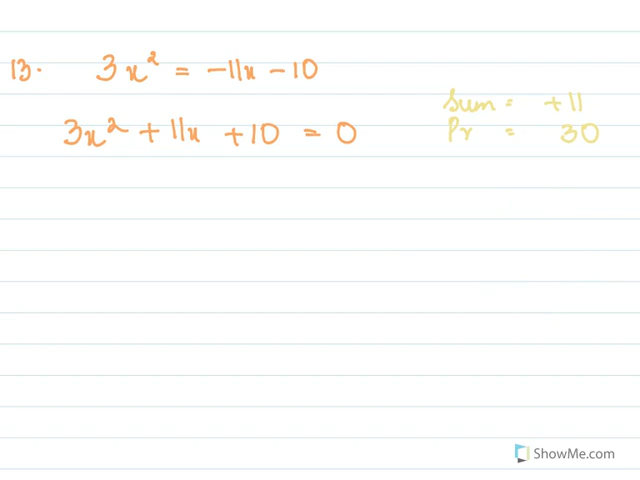 13. 3x² = -11x - 10
3x² + 11x + 10 = 0
Sum = +11
Pr = 30
ShowMe.com